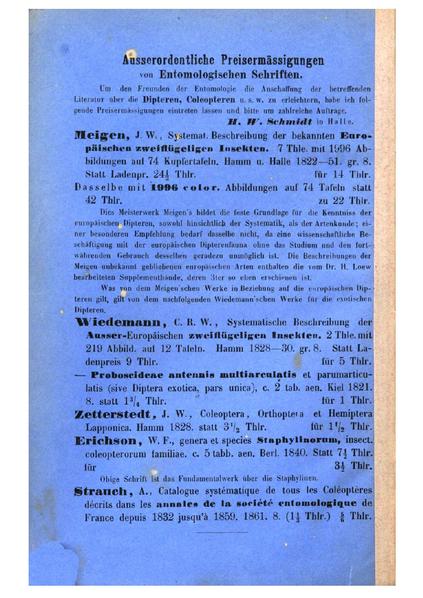 Ausserordentliche Preisermässigungen
von Entomologischen Schriften.
Um den Freunden der Entomologie die Anschaffung der betreffenden
Literatur über die Dipteren, Coleopteren u. s. w. zu erleichtern, habe ich fol-
gende Preisermässigungen eintreten lassen und bitte um zahlreiche Aufträge.
H. W. Schmidt in Halle.
Meigen, J. W., Systemat. Beschreibung der bekannten Euro-
päischen zweiflügeligen Insekten. 7 Thle. mit 1996 Ab-
bildungen auf 74 Kupfertafeln. Hamm u. Halle 1822—51. gr. 8.
Statt Ladenpr. 24½ Thlr. für 14 Thlr.
Dasselbe mit 1996 color. Abbildungen auf 74 Tafeln statt
42 Thlr. zu 22 Thlr.
Dies Meisterwerk Meigen's bildet die feste Grundlage für die Kenntniss der
europäischen Dipteren, sowohl hinsichtlich der Systematik, als der Artenkunde; ei-
ner besonderen Empfehlung bedarf dasselbe nicht, da eine wissenschaftliche Be-
schäftigung mit der europäischen Dipterenfauna ohne das Studium und den fort-
währenden Gebrauch desselben geradezu unmöglich ist. Die Beschreibungen der
Meigen unbekannt gebliebenen europäischen Arten enthalten die vom Dr. H. Loew
bearbeiteten Supplementbände, deren 3ter so eben erschienen ist.
Was von dem Meigen'schen Werke in Beziehung auf die europäischen Dip-
teren gilt, gilt von dem nachfolgenden Wiedemann'schen Werke für die exotischen
Dipteren.
Wiedemann, C. R. W., Systematische Beschreibung der
Ausser-Europäischen zweiflügeligen Insekten. 2 Thle. mit
219 Abbild. auf 12 Tafeln. Hamm 1828—30. gr. 8. Statt La-
denpreis 9 Thlr. für 5 Thlr.
— Proboscideae antennis multiarculatis et parumarticu-
latis (sive Diptera exotica, pars unica), c. 2 tab. aen. Kiel 1821.
8. statt 1¾ Thlr. für 1 Thlr.
Zetterstedt, J. W., Coleoptera, Orthoptera et Hemiptera
Lapponica. Hamm 1828. statt 3½ Thlr. für 1½ Thlr.
Erichson, W. F., genera et species Staphylinorum, insect.
coleopterorum familiae. c. 5 tabb. aen. Berl. 1840. Statt 7⅓ Thlr.
für 3⅓ Thlr.
Obige Schrift ist das Fundamentalwerk über die Staphylinen.
Strauch, A., Catalogue systématique de tous les Coléoptères
décrits dans les annales de la société entomologique de
France depuis 1832 jusqu'à 1859. 1861. 8. (1⅓ Thlr.) Thlr.